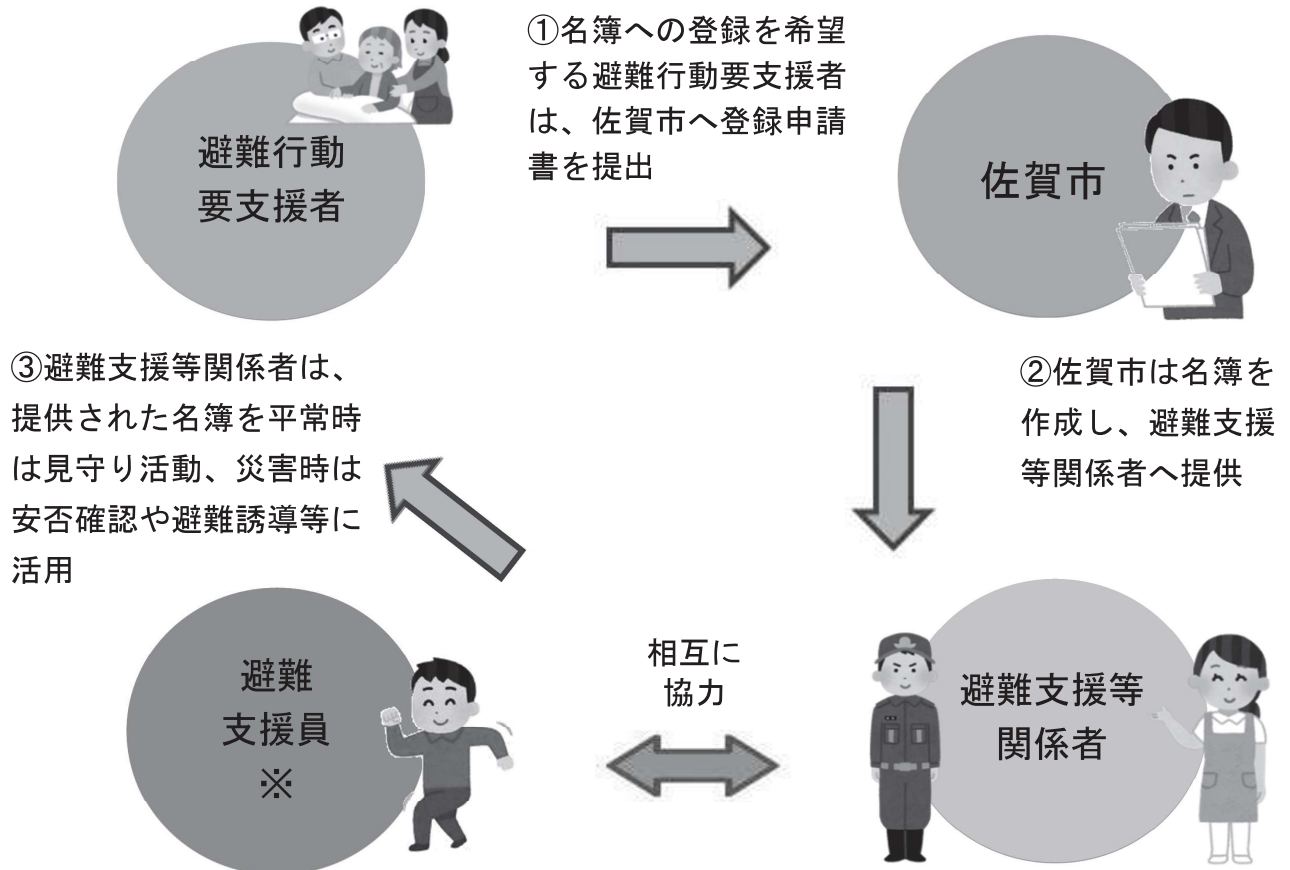 避難行動
要支援者
①名簿への登録を希望
する避難行動要支援者
は、佐賀市へ登録申請
書を提出
佐賀市
②佐賀市は名簿を
作成し、避難支援
等関係者へ提供
③避難支援等関係者は、
提供された名簿を平常時
は見守り活動、災害時は
安否確認や避難誘導等に
活用
避難
支援員
※
相互に
協力
避難支援等
関係者